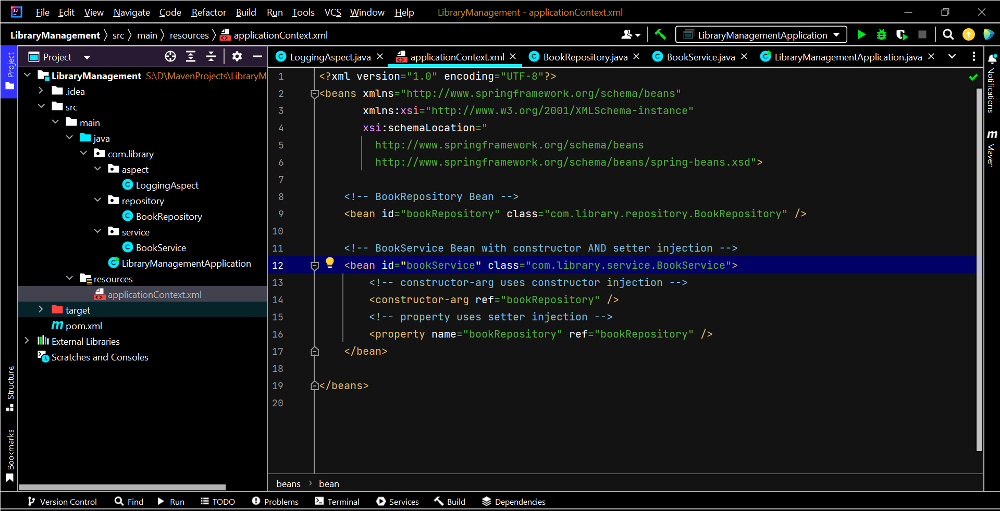 File Edit View Navigate Code Refactor Build Run Tools VCS Window Help LibraryManagement - applicationContext.xml
LibraryManagement src main resources applicationContext.xml LibraryManagementApplication
Project
Project
LoggingAspect.java applicationContext.xml BookRepository.java BookService.java LibraryManagementApplication.java
LibraryManagement S:\D\MavenProjects\LibraryM
.idea
src
main
java
com.library
aspect
LoggingAspect
repository
BookRepository
service
BookService
LibraryManagementApplication
resources
applicationContext.xml
target
pom.xml
External Libraries
Scratches and Consoles
Structure
Bookmarks
1 <?xml version="1.0" encoding="UTF-8"?>
2 <beans xmlns="http://www.springframework.org/schema/beans"
3 xmlns:xsi="http://www.w3.org/2001/XMLSchema-instance"
4 xsi:schemaLocation="
5 http://www.springframework.org/schema/beans
6 http://www.springframework.org/schema/beans/spring-beans.xsd">
7
8 <!-- BookRepository Bean -->
9 <bean id="bookRepository" class="com.library.repository.BookRepository" />
10
11 <!-- BookService Bean with constructor AND setter injection -->
12 <bean id="bookService" class="com.library.service.BookService">
13 <!-- constructor-arg uses constructor injection -->
14 <constructor-arg ref="bookRepository" />
15 <!-- property uses setter injection -->
16 <property name="bookRepository" ref="bookRepository" />
17 </bean>
18
19 </beans>
20
beans bean
Notifications
m Maven
Version Control Find Run TODO Problems Terminal Services Build Dependencies